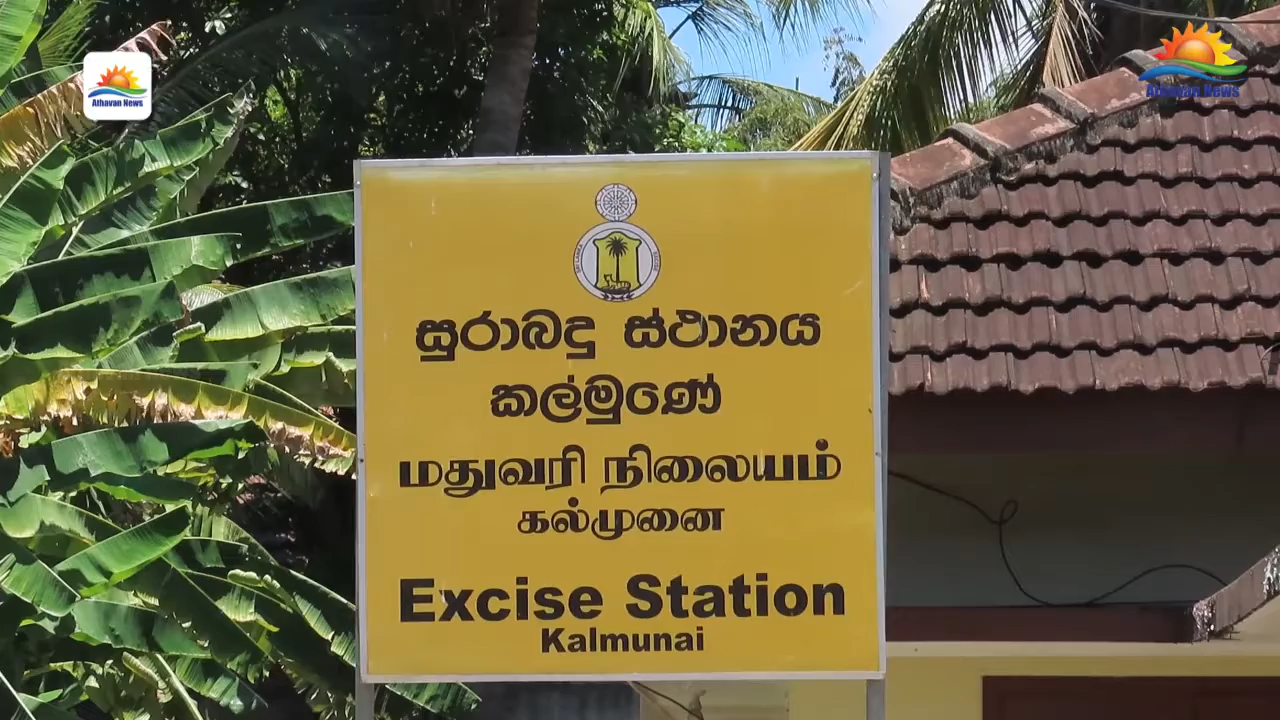 Athavan News
Athavan News
සුරාබදු ස්ථානය
කල්මුණේ
மதுவரி நிலையம்
கல்முனை
Excise Station
Kalmunai